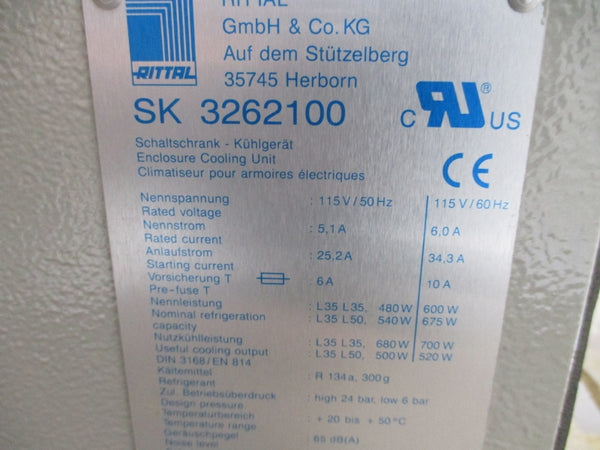 RITTAL
RITTAL
GmbH & Co. KG
Auf dem Stützelberg
35745 Herborn
SK 3262100
C RU ® US
Schaltschrank - Kühlgerät
Enclosure Cooling Unit
Climatiseur pour armoires électriques
CE
Nennspannung : 115 V / 50 Hz 115 V / 60 Hz
Rated voltage
Nennstrom : 5,1 A 6,0 A
Rated current
Anlaufstrom : 25,2 A 34,3 A
Starting current
Vorsicherung T 6 A 10 A
Pre-fuse T
Nennleistung : L35 L35, 480 W 600 W
Nominal refrigeration : L35 L50, 540 W 675 W
capacity
Nutzkühlleistung : L35 L35, 680 W 700 W
Useful cooling output : L35 L50, 500 W 520 W
DIN 3168 / EN 814
Kältemittel : R 134a, 300g
Refrigerant
Zul. Betriebsüberdruck : high 24 bar, low 6 bar
Design pressure
Temperaturbereich : + 20 bis + 50°C
Temperature range
Geräuschpegel : 65 dB(A)
Noise level